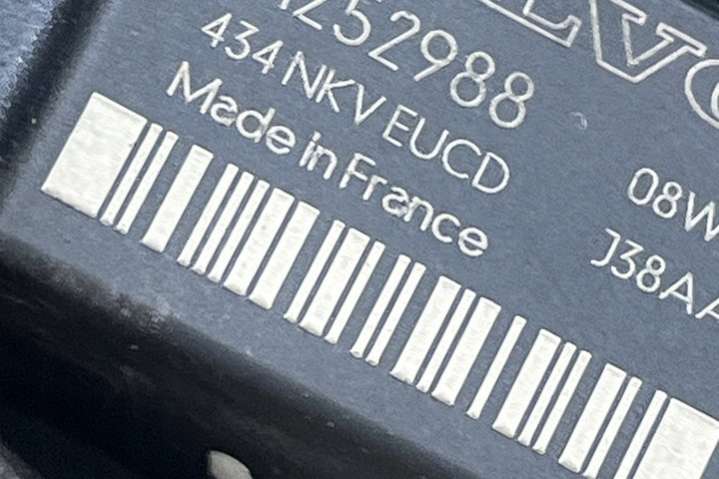 252988
434 NKV EUCD
Made in France
08W
J38AA